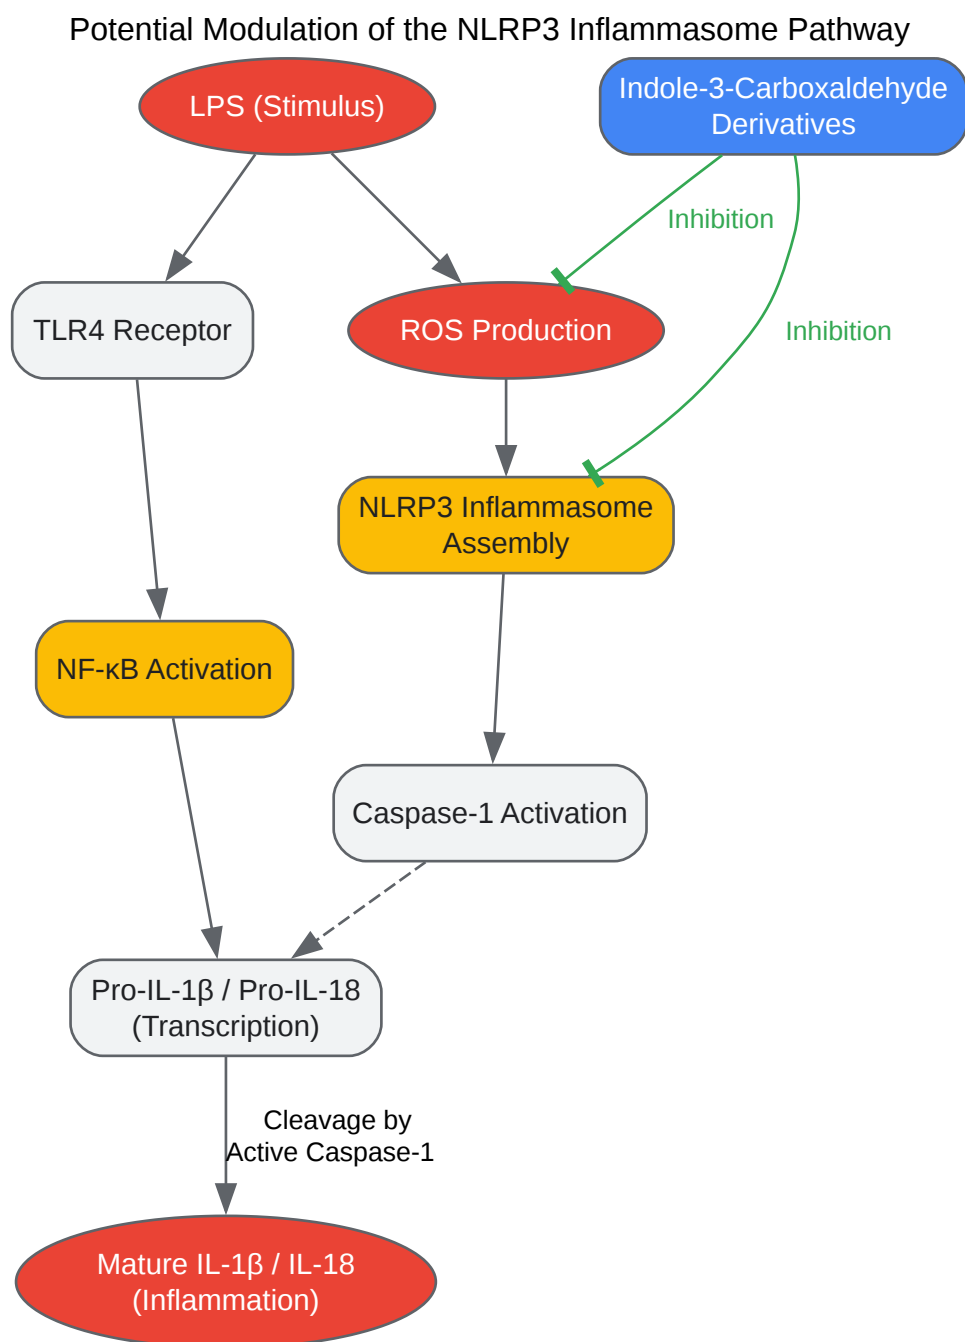 Potential Modulation of the NLRP3 Inflammasome Pathway
LPS (Stimulus)
Indole-3-Carboxaldehyde
Derivatives
Inhibition
TLR4 Receptor
ROS Production
Inhibition
NLRP3 Inflammasome
Assembly
NF-κB Activation
Caspase-1 Activation
Pro-IL-1β / Pro-IL-18
(Transcription)
Cleavage by
Active Caspase-1
Mature IL-1β / IL-18
(Inflammation)